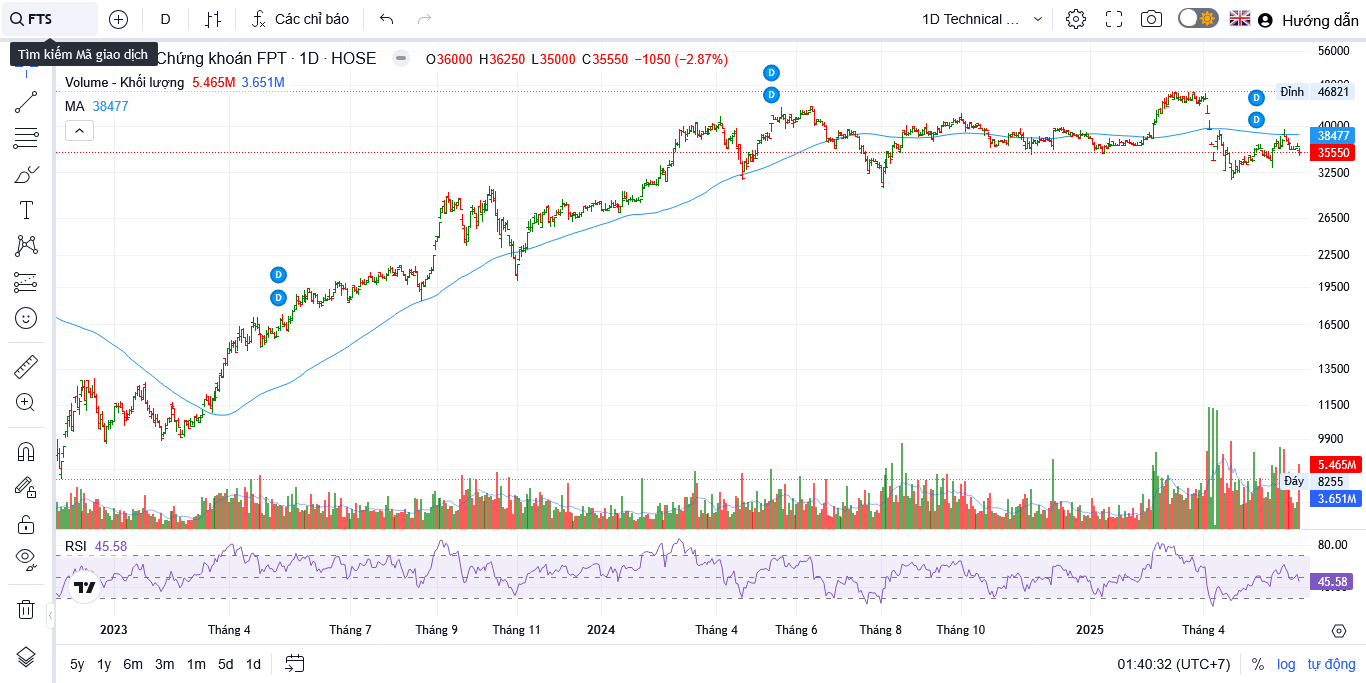 FTS D Các chỉ báo 1D Technical ... Hướng dẫn
Tìm kiếm Mã giao dịch
Chứng khoán FPT · 1D · HOSE O36000 H36250 L35000 C35550 −1050 (−2.87%)
Volume - Khối lượng 5.465M 3.651M
MA 38477
D
D
D
D
D
D
56000
Đỉnh 46821
40000
38477
35550
32500
26500
22500
19500
16500
13500
11500
9900
5.465M
Đáy 8255
3.651M
RSI 45.58
80.00
45.58
2023 Tháng 4 Tháng 7 Tháng 9 Tháng 11 2024 Tháng 4 Tháng 6 Tháng 8 Tháng 10 2025 Tháng 4
5y 1y 6m 3m 1m 5d 1d 01:40:32 (UTC+7) % log tự động